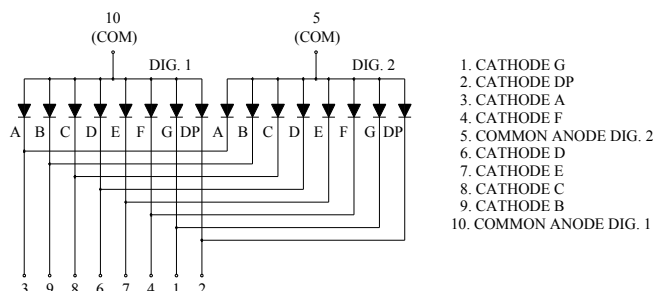 10
(COM)
5
(COM)
DIG. 1
DIG. 2
A B C D E F G DP A B C D E F G DP
3 9 8 6 7 4 1 2
1. CATHODE G
2. CATHODE DP
3. CATHODE A
4. CATHODE F
5. COMMON ANODE DIG. 2
6. CATHODE D
7. CATHODE E
8. CATHODE C
9. CATHODE B
10. COMMON ANODE DIG. 1